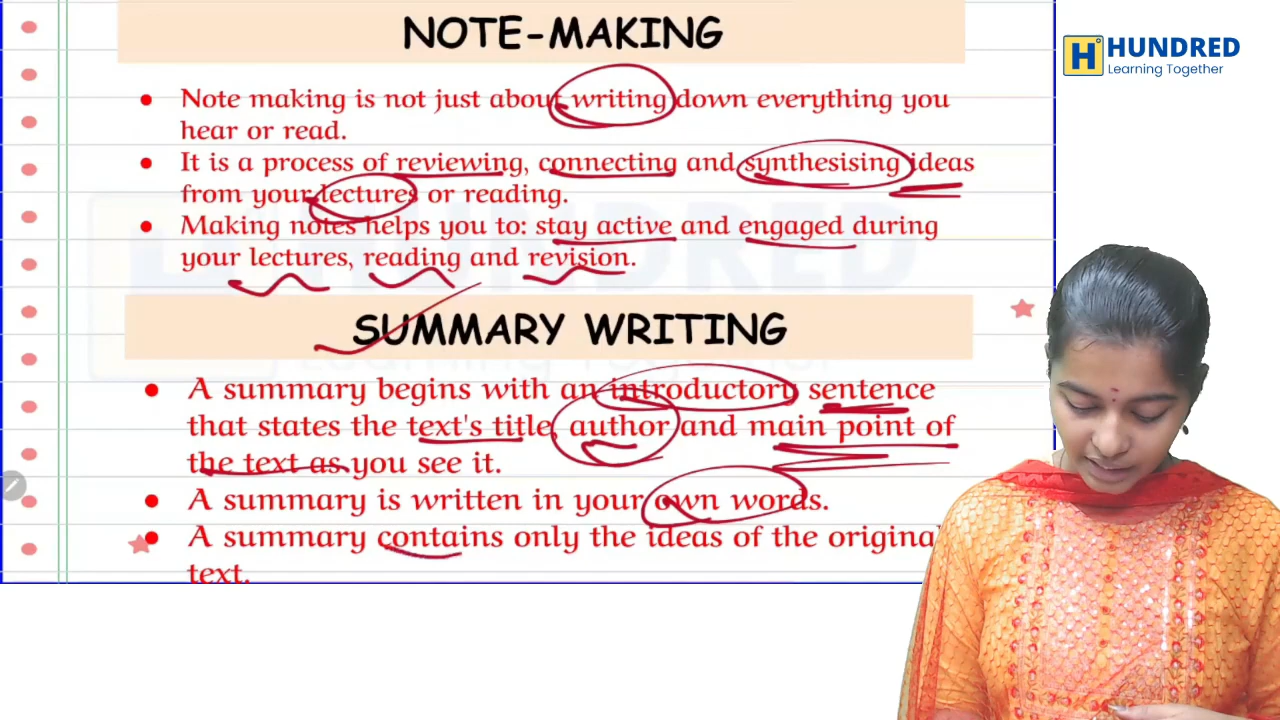 NOTE-MAKING
HUNDRED
Learning Together
Note making is not just about writing down everything you
hear or read.
It is a process of reviewing, connecting and synthesising ideas
from your lectures or reading.
Making notes helps you to: stay active and engaged during
your lectures, reading and revision.
SUMMARY WRITING
A summary begins with an introductory sentence
that states the text's title, author and main point of
the text as you see it.
A summary is written in your own words.
A summary contains only the ideas of the original
text.